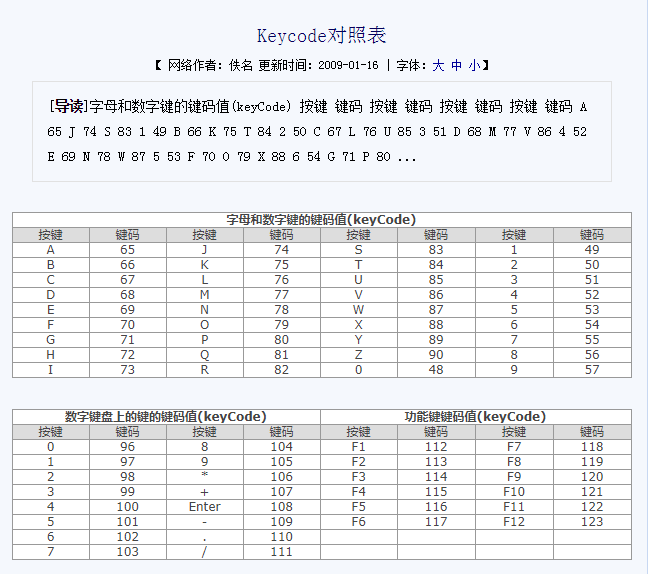 Keycode对照表
【 网络作者：佚名 更新时间：2009-01-16 | 字体：大 中 小】
[导读]字母和数字键的键码值(keyCode) 按键 键码 按键 键码 按键 键码 按键 键码 A
65 J 74 S 83 1 49 B 66 K 75 T 84 2 50 C 67 L 76 U 85 3 51 D 68 M 77 V 86 4 52
E 69 N 78 W 87 5 53 F 70 O 79 X 88 6 54 G 71 P 80 ...
字母和数字键的键码值(keyCode)
按键 键码 按键 键码 按键 键码 按键 键码
A 65 J 74 S 83 1 49
B 66 K 75 T 84 2 50
C 67 L 76 U 85 3 51
D 68 M 77 V 86 4 52
E 69 N 78 W 87 5 53
F 70 O 79 X 88 6 54
G 71 P 80 Y 89 7 55
H 72 Q 81 Z 90 8 56
I 73 R 82 0 48 9 57
数字键盘上的键的键码值(keyCode) 功能键键码值(keyCode)
按键 键码 按键 键码 按键 键码 按键 键码
0 96 8 104 F1 112 F7 118
1 97 9 105 F2 113 F8 119
2 98 * 106 F3 114 F9 120
3 99 + 107 F4 115 F10 121
4 100 Enter 108 F5 116 F11 122
5 101 - 109 F6 117 F12 123
6 102 . 110
7 103 / 111